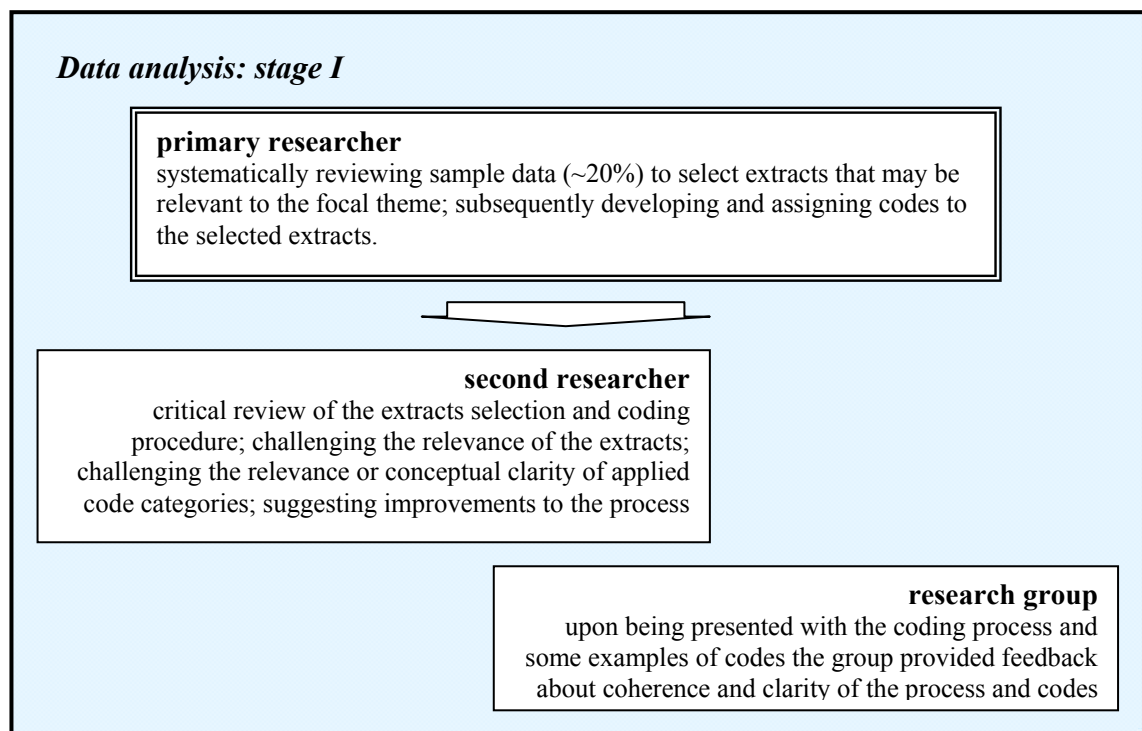 Data analysis: stage I
primary researcher
systematically reviewing sample data (~20%) to select extracts that may be
relevant to the focal theme; subsequently developing and assigning codes to
the selected extracts.
second researcher
critical review of the extracts selection and coding
procedure; challenging the relevance of the extracts;
challenging the relevance or conceptual clarity of applied
code categories; suggesting improvements to the process
research group
upon being presented with the coding process and
some examples of codes the group provided feedback
about coherence and clarity of the process and codes